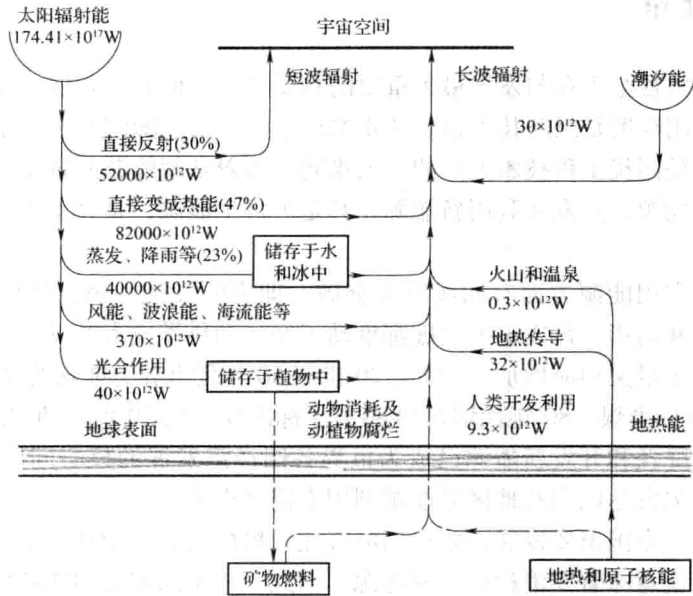 太阳辐射能
174.41×10¹⁷W
宇宙空间
短波辐射
长波辐射
潮汐能
30×10¹²W
直接反射(30%)
52000×10¹²W
直接变成热能(47%)
82000×10¹²W
蒸发、降雨等(23%)
40000×10¹²W
储存于水
和冰中
火山和温泉
0.3×10¹²W
风能、波浪能、海流能等
370×10¹²W
地热传导
32×10¹²W
光合作用
40×10¹²W
储存于植物中
动物消耗及
动植物腐烂
人类开发利用
9.3×10¹²W
地球表面
地热能
矿物燃料
地热和原子核能